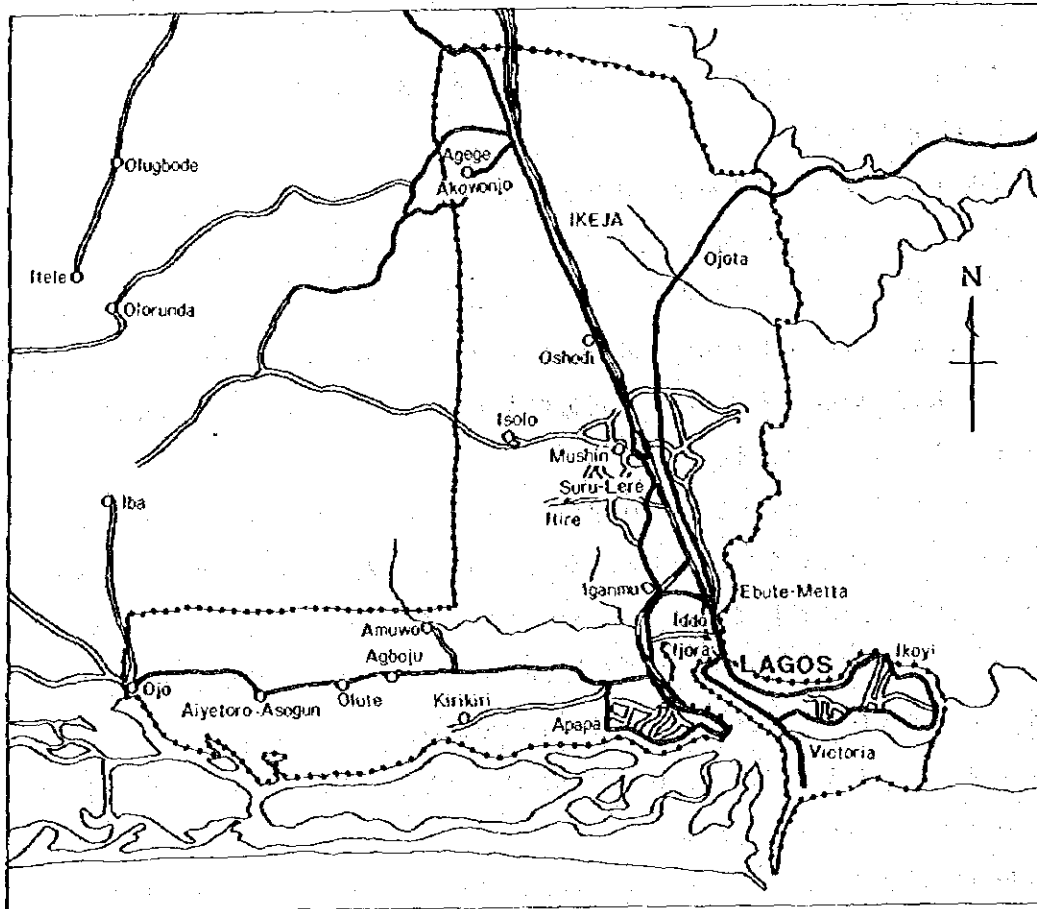 Olugbode
Agege
Akowonjo
IKEJA
Itele
Ojota
N
Olorunda
Oshodi
Isolo
Mushin
Suru-Lere
Itire
Iba
Iganmu
Ebute-Metta
Iddo
Amuwo
Agboju
Ijora
LAGOS
Ikoyi
Ojo
Aiyetoro-Asogun
Olute
Kirikiri
Apapa
Victoria